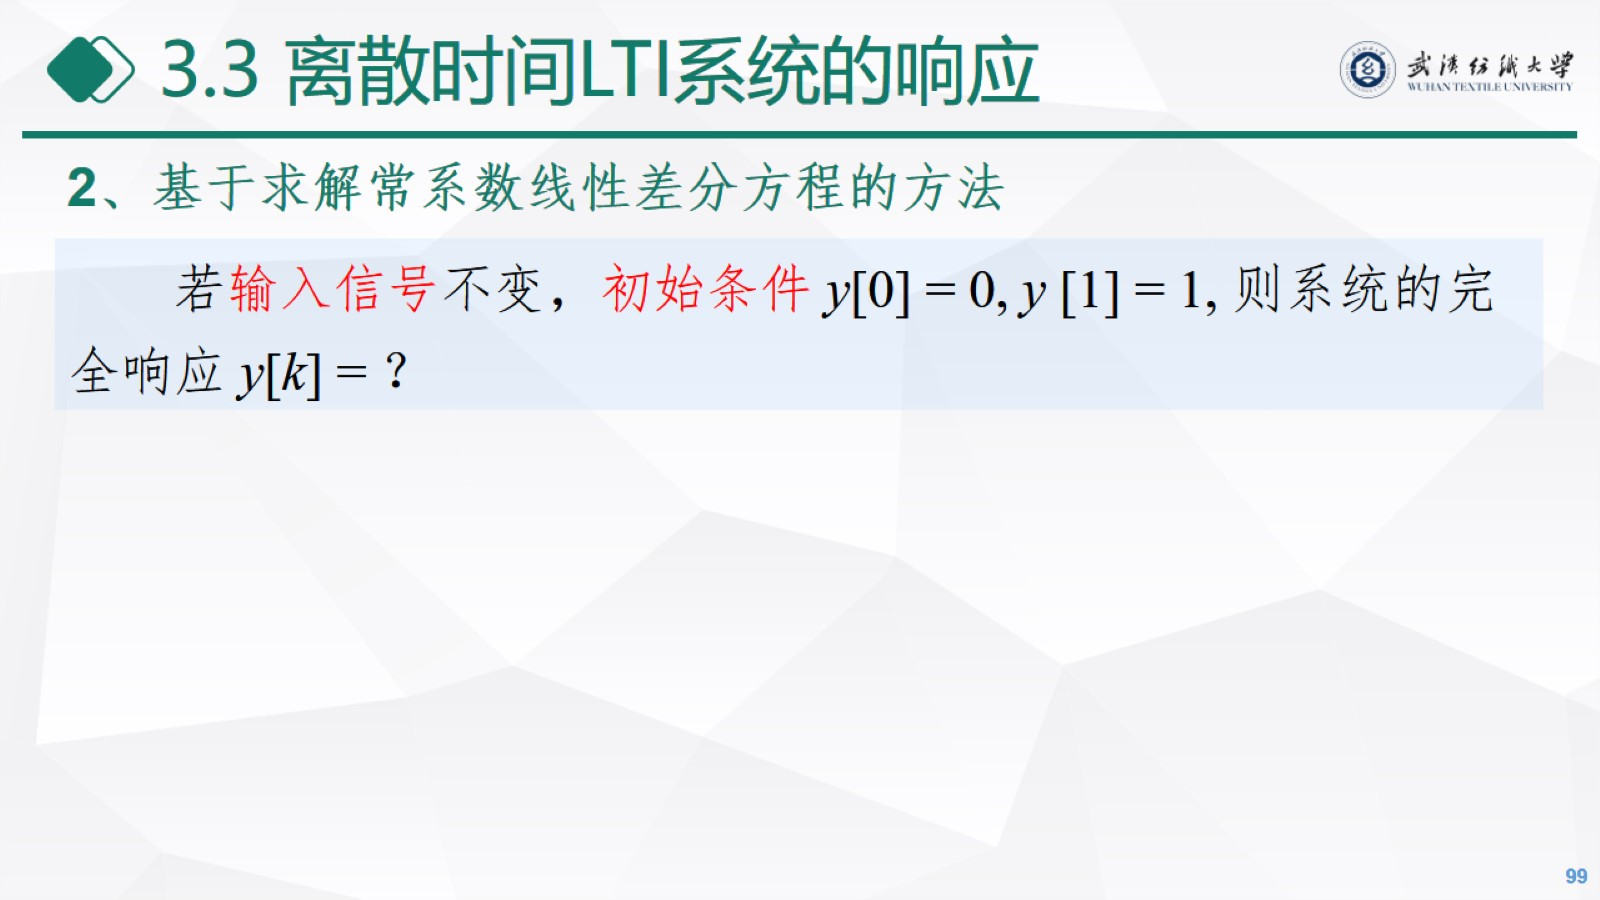 3.3 离散时间LTI系统的响应
武汉纺织大学
WUHAN TEXTILE UNIVERSITY
2、基于求解常系数线性差分方程的方法
若输入信号不变，初始条件 y[0] = 0, y [1] = 1, 则系统的完
全响应 y[k] = ？
99